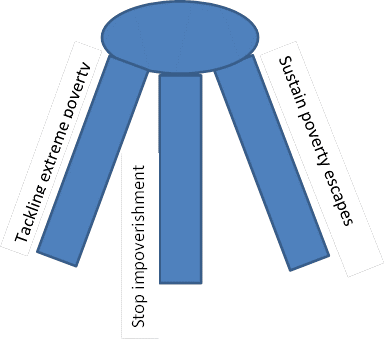 Tackling extreme poverty
Stop impoverishment
Sustain poverty escapes